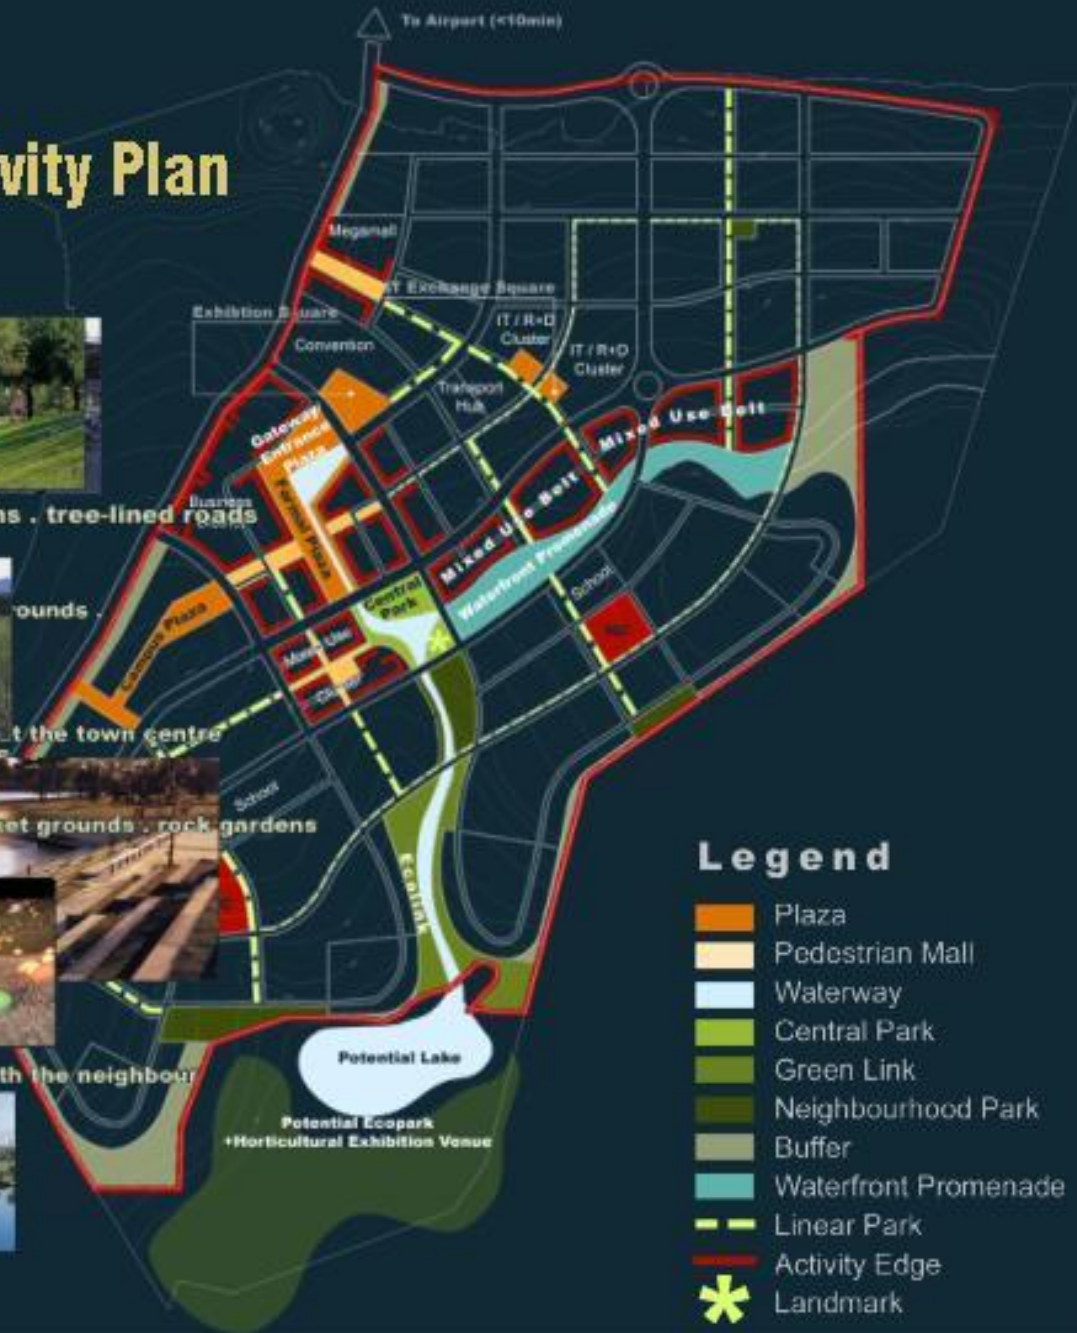 To Airport (<10min)
vity Plan
Megamall
IT Exchange Square
Exhibtion Square
IT / R+D
Cluster
Convention
IT / R+D
Cluster
Transport
Hub
Mixed Use Belt
Gateway
Entrance
Plaza
Formal Plaza
Business
ns . tree-lined roads
Mixed Use Belt
Waterfront Promenade
School
Central
Park
ounds .
Campus Plaza
Mixed Use
Cluster
t the town centre
School
ket grounds . rock gardens
Ecolink
Legend
Plaza
Pedestrian Mall
Waterway
Central Park
Green Link
Neighbourhood Park
Buffer
Waterfront Promenade
Linear Park
Activity Edge
Landmark
Potential Lake
th the neighbour
Potential Ecopark
+Horticultural Exhibition Venue